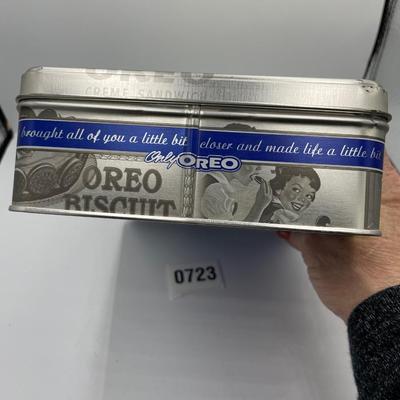 OREO
CREME SANDWICH
brought all of you a little bit closer and made life a little bit
Only OREO
OREO
BISCUIT
0723